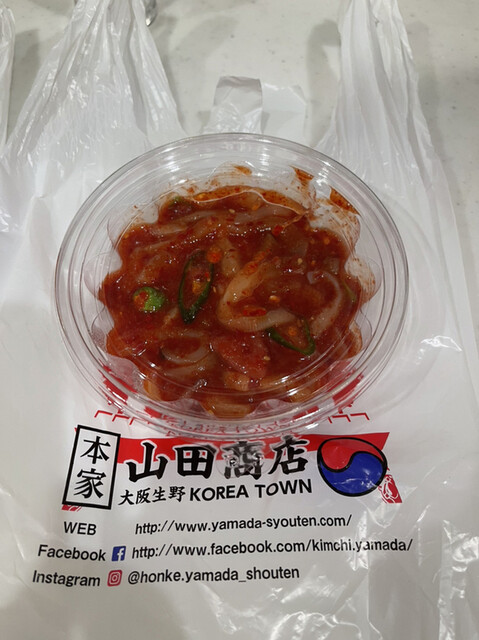 本家 山田商店
大阪生野 KOREA TOWN
WEB http://www.yamada-syouten.com/
Facebook http://www.facebook.com/kimchi.yamada/
Instagram @honke.yamada_shouten